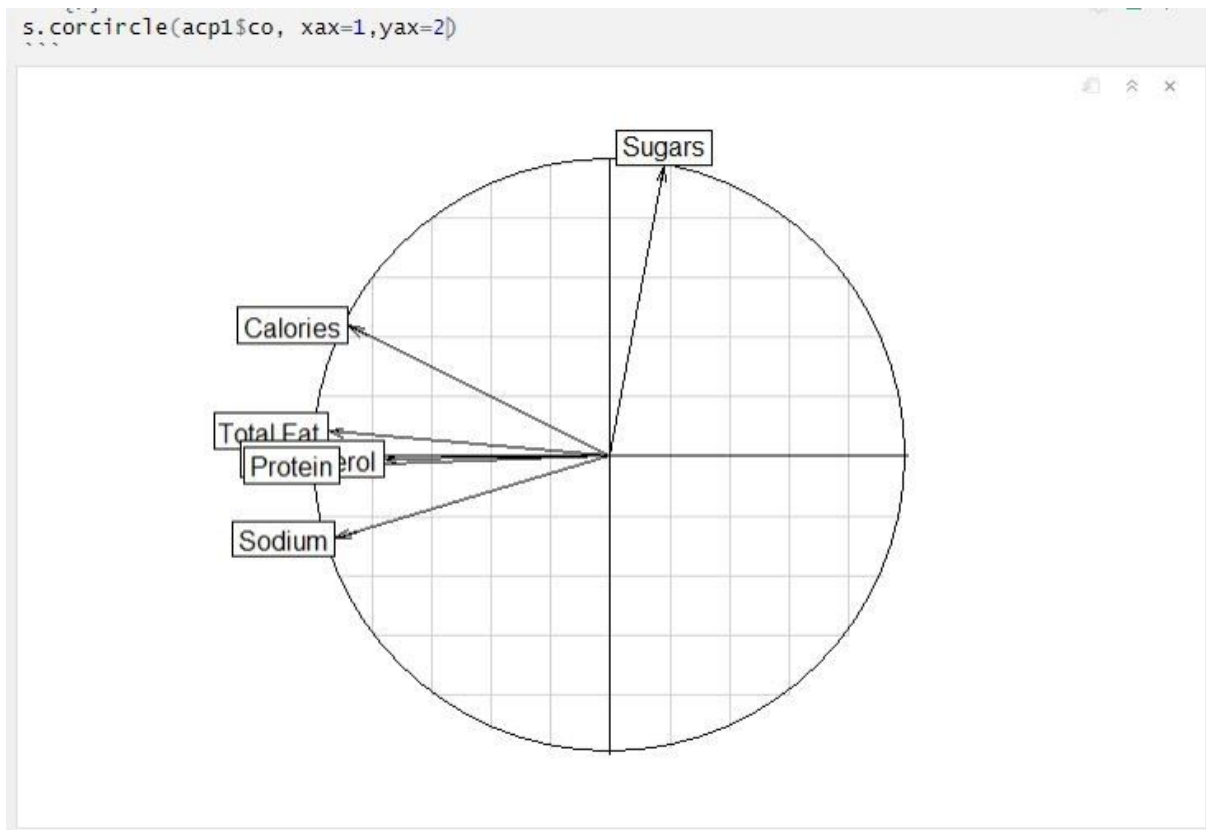 s.corcircle(acp1$co, xax=1,yax=2)
```
Sugars
Calories
Total Fat
Protein
erol
Sodium